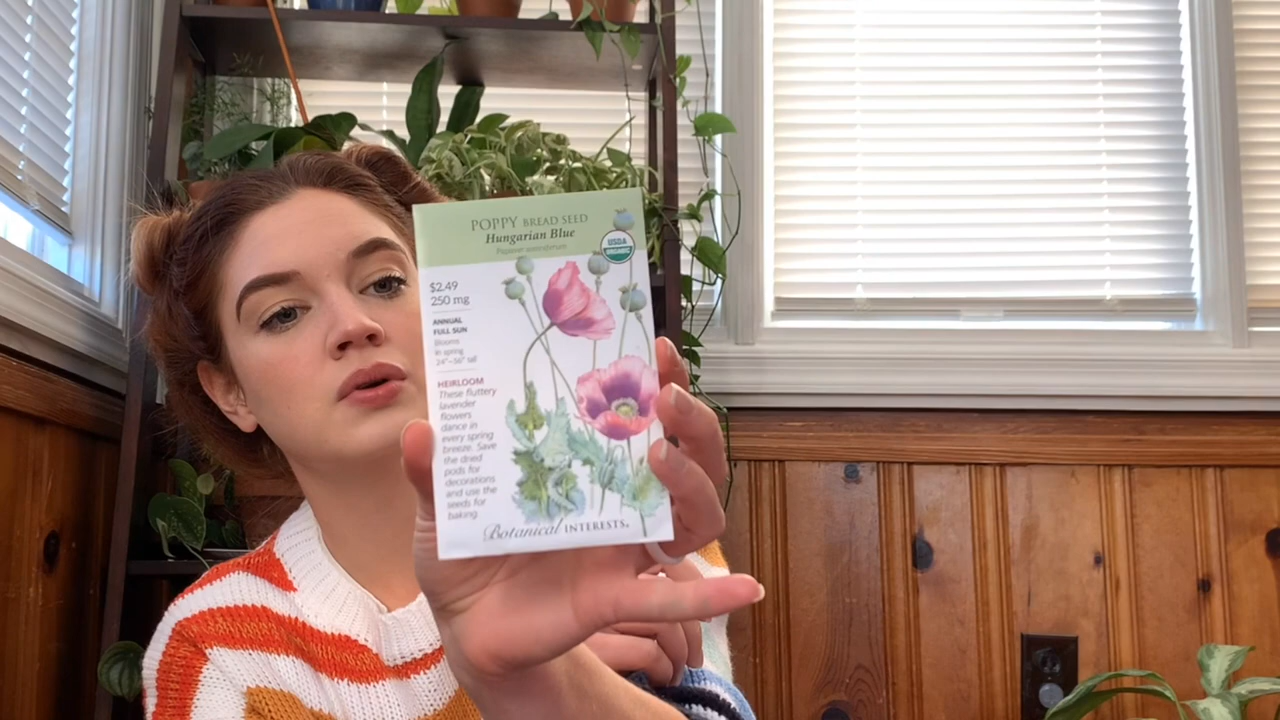 POPPY BREAD SEED
Hungarian Blue
Papaver somniferum
USDA
ORGANIC
$2.49
250 mg
ANNUAL
FULL SUN
Blooms
in spring
24"–36" tall
HEIRLOOM
These fluttery
lavender
flowers
dance in
every spring
breeze. Save
the dried
pods for
decorations
and use the
seeds for
baking.
Botanical INTERESTS.